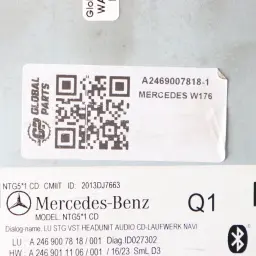 Glo
WA
GLOBAL
PARTS
A2469007818-1
MERCEDES W176
NTG5*1 CD CMIIT ID: 2013DJ7663
Mercedes-Benz
Q1
MODEL: NTG5*1 CD
Dialog-name: LU STG VST HEADUNIT AUDIO CD-LAUFWERK NAVI
LU : A 246 900 78 18 / 001 Diag.ID027302
HW : A 246 901 11 06 / 001 / 16/23 SmL D3